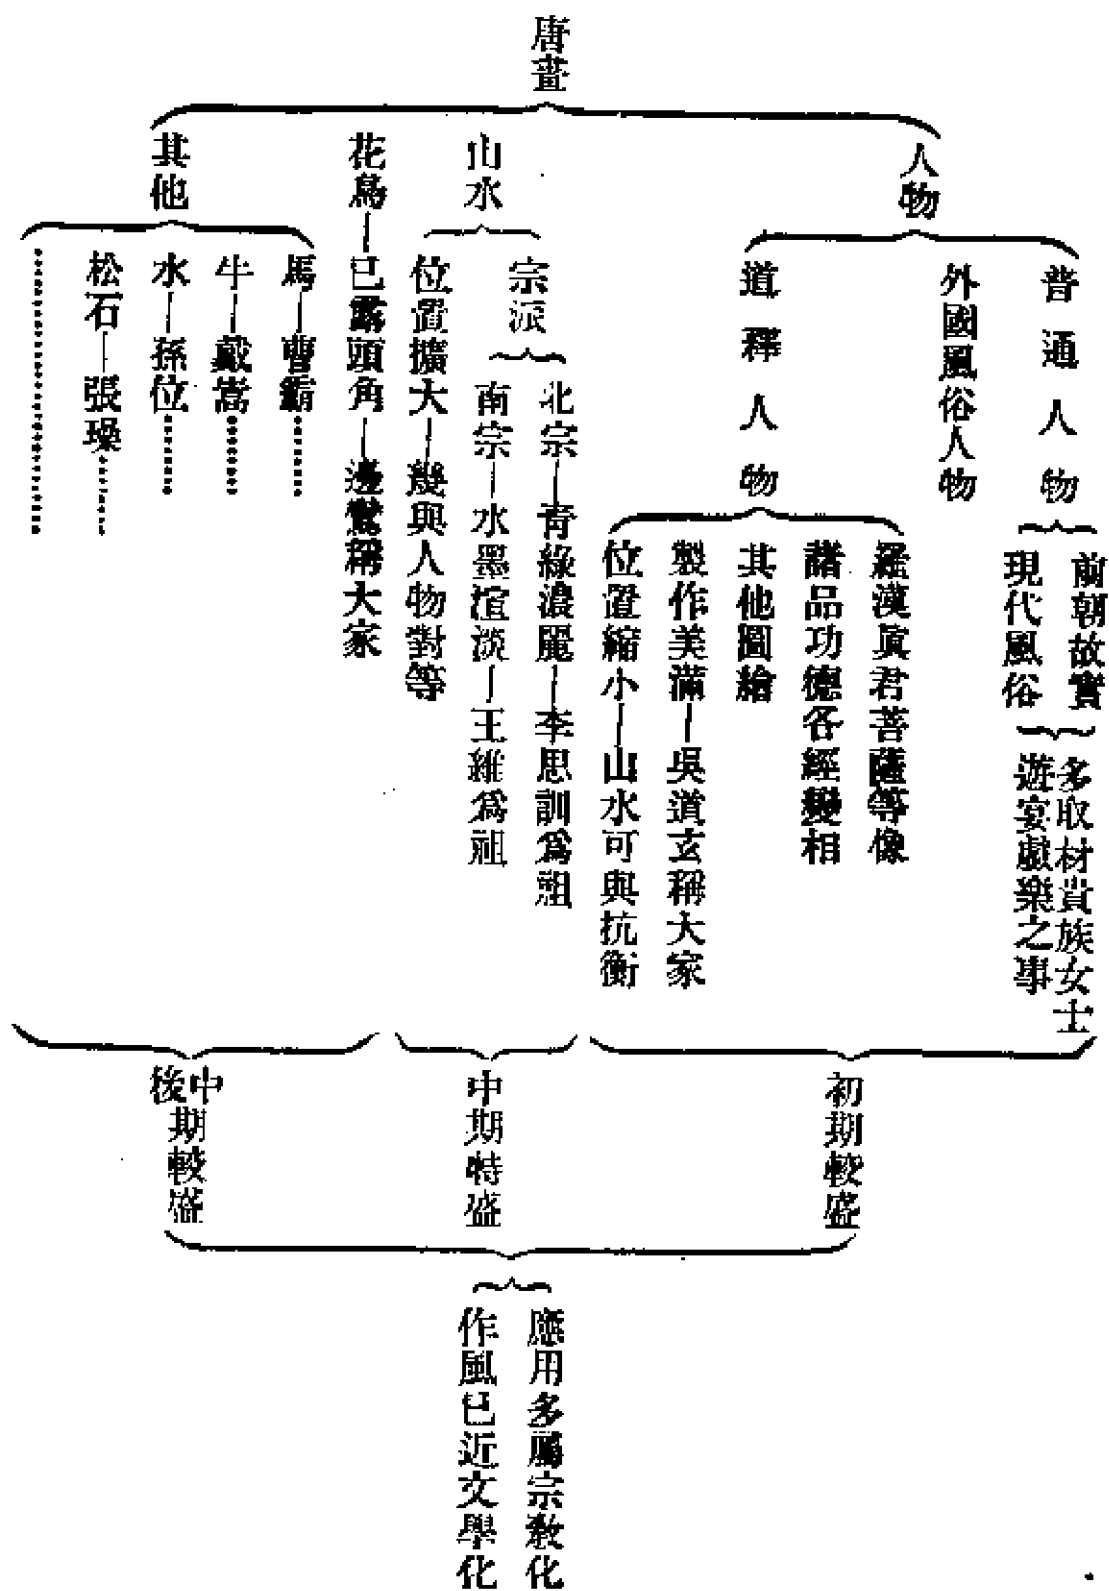 唐畫
人物
普通人物
前朝故實
現代風俗
多取材貴族女士
遊宴戲樂之事
外國風俗人物
道釋人物
羅漢眞君菩薩等像
諸品功德各經變相
其他圖繪
製作美滿—吳道玄稱大家
位置縮小—山水可與抗衡
山水
宗派
北宗—青綠濃麗—李思訓爲祖
南宗—水墨渲淡—王維爲祖
位置擴大—幾與人物對等
花鳥—已露頭角—邊鸞稱大家
其他
馬—曹霸………
牛—戴嵩………
水—孫位………
松石—張璪………
…………………………
初期較盛
中期特盛
中後期較盛
應用多屬宗教化
作風已近文學化